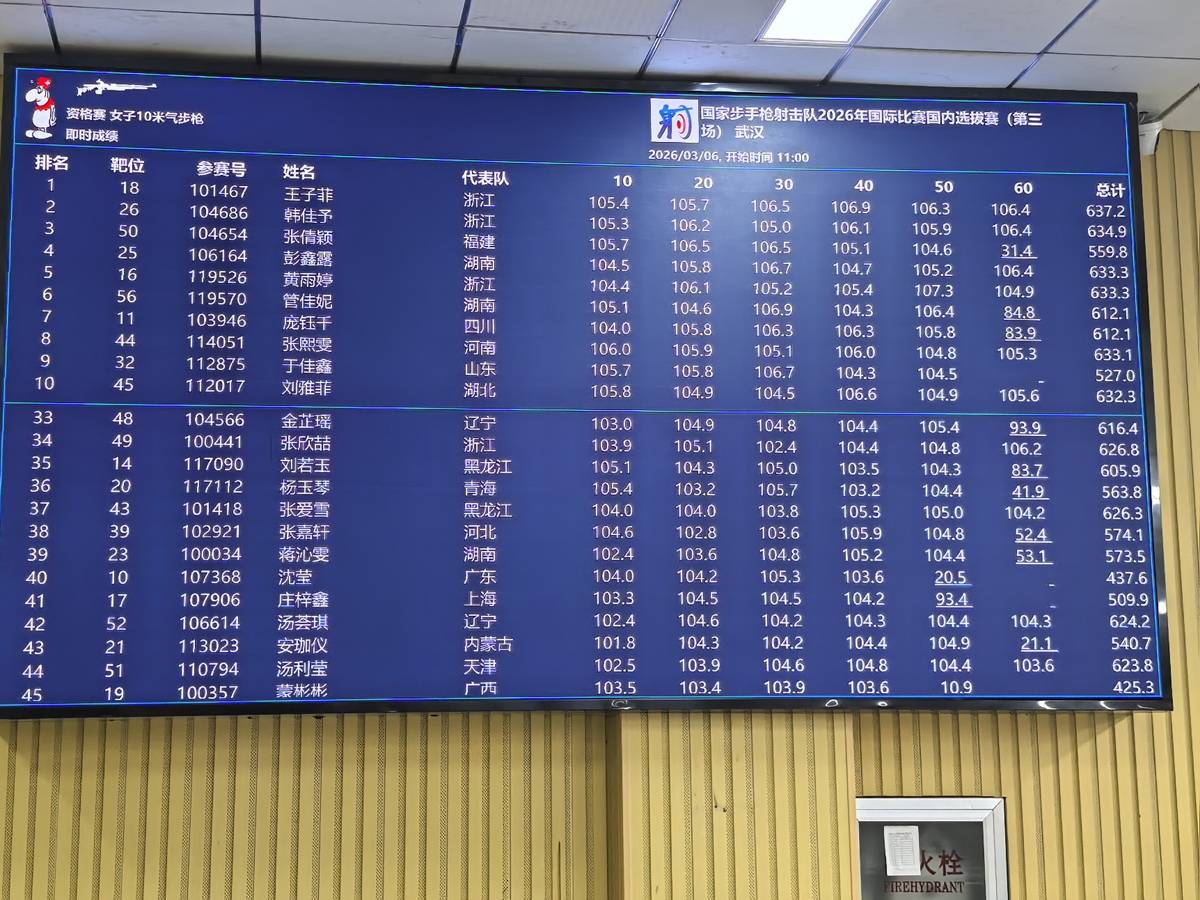 资格赛 女子10米气步枪
即时成绩
射
国家步手枪射击队2026年国际比赛国内选拔赛（第三
场） 武汉
2026/03/06, 开始时间 11:00
排名 靶位 参赛号 姓名 代表队 10 20 30 40 50 60 总计
1 18 101467 王子菲 浙江 105.4 105.7 106.5 106.9 106.3 106.4 637.2
2 26 104686 韩佳予 浙江 105.3 106.2 105.0 106.1 105.9 106.4 634.9
3 50 104654 张倩颖 福建 105.7 106.5 106.5 105.1 104.6 31.4 559.8
4 25 106164 彭鑫露 湖南 104.5 105.8 106.7 104.7 105.2 106.4 633.3
5 16 119526 黄雨婷 浙江 104.4 106.1 105.2 105.4 107.3 104.9 633.3
6 56 119570 管佳妮 湖南 105.1 104.6 106.9 104.3 106.4 84.8 612.1
7 11 103946 庞钰千 四川 104.0 105.8 106.3 106.3 105.8 83.9 612.1
8 44 114051 张熙雯 河南 106.0 105.9 105.1 106.0 104.8 105.3 633.1
9 32 112875 于佳鑫 山东 105.7 105.8 106.7 104.3 104.5 527.0
10 45 112017 刘雅菲 湖北 105.8 104.9 104.5 106.6 104.9 105.6 632.3
33 48 104566 金芷瑶 辽宁 103.0 104.9 104.8 104.4 105.4 93.9 616.4
34 49 100441 张欣喆 浙江 103.9 105.1 102.4 104.4 104.8 106.2 626.8
35 14 117090 刘若玉 黑龙江 105.1 104.3 105.0 103.5 104.3 83.7 605.9
36 20 117112 杨玉琴 青海 105.4 103.2 105.7 103.2 104.4 41.9 563.8
37 43 101418 张爱雪 黑龙江 104.0 104.0 103.8 105.3 105.0 104.2 626.3
38 39 102921 张嘉轩 河北 104.6 102.8 103.6 105.9 104.8 52.4 574.1
39 23 100034 蒋沁雯 湖南 102.4 103.6 104.8 105.2 104.4 53.1 573.5
40 10 107368 沈莹 广东 104.0 104.2 105.3 103.6 20.5 437.6
41 17 107906 庄梓鑫 上海 103.3 104.5 104.5 104.2 93.4 509.9
42 52 106614 汤荟琪 辽宁 102.4 104.6 104.2 104.3 104.4 104.3 624.2
43 21 113023 安珈仪 内蒙古 101.8 104.3 104.2 104.4 104.9 21.1 540.7
44 51 110794 汤利莹 天津 102.5 103.9 104.6 104.8 104.4 103.6 623.8
45 19 100357 蒙彬彬 广西 103.5 103.4 103.9 103.6 10.9 425.3
火栓
FIREHYDRANT